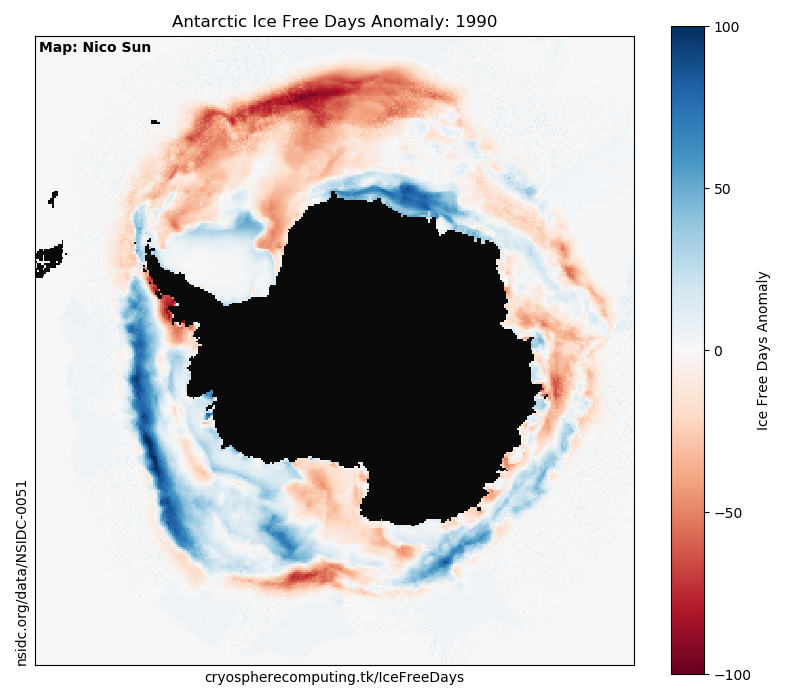 Antarctic Ice Free Days Anomaly: 1990
Map: Nico Sun
100
50
0
−50
−100
Ice Free Days Anomaly
nsidc.org/data/NSIDC-0051
cryospherecomputing.tk/IceFreeDays